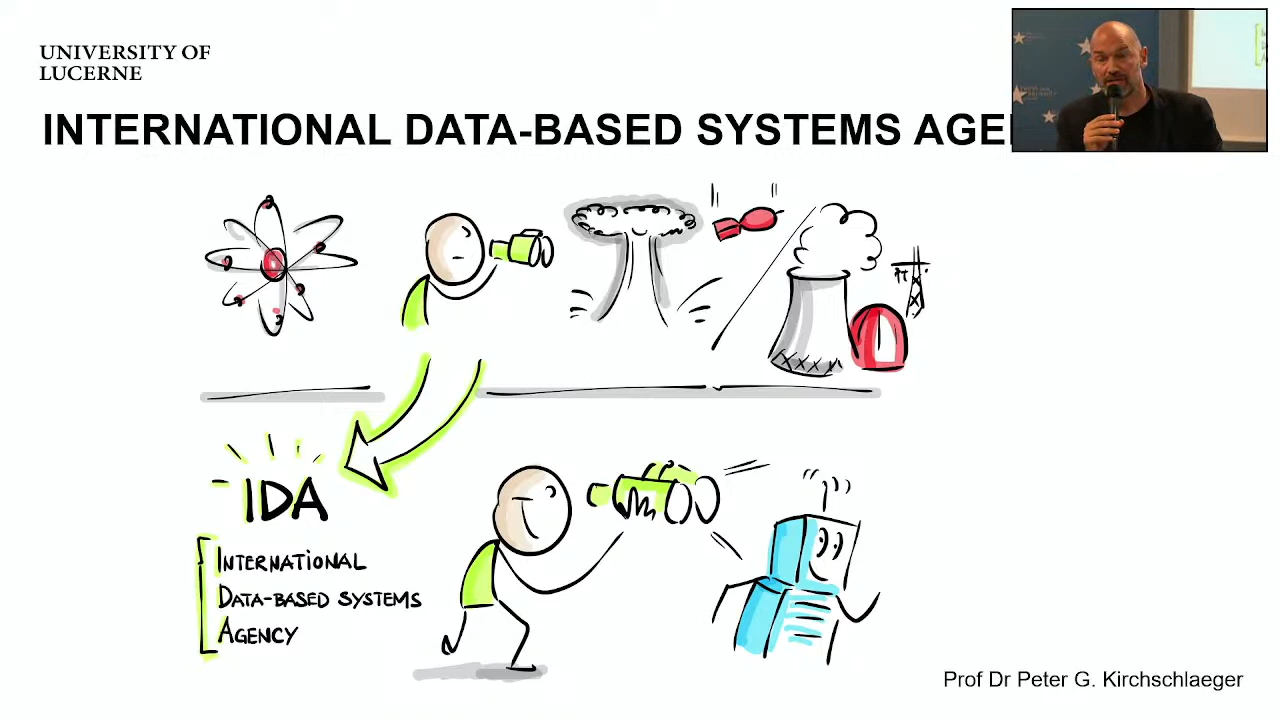 UNIVERSITY OF
LUCERNE
INTERNATIONAL DATA-BASED SYSTEMS AGE
IDA
INTERNATIONAL
DATA-BASED SYSTEMS
AGENCY
Prof Dr Peter G. Kirchschlaeger